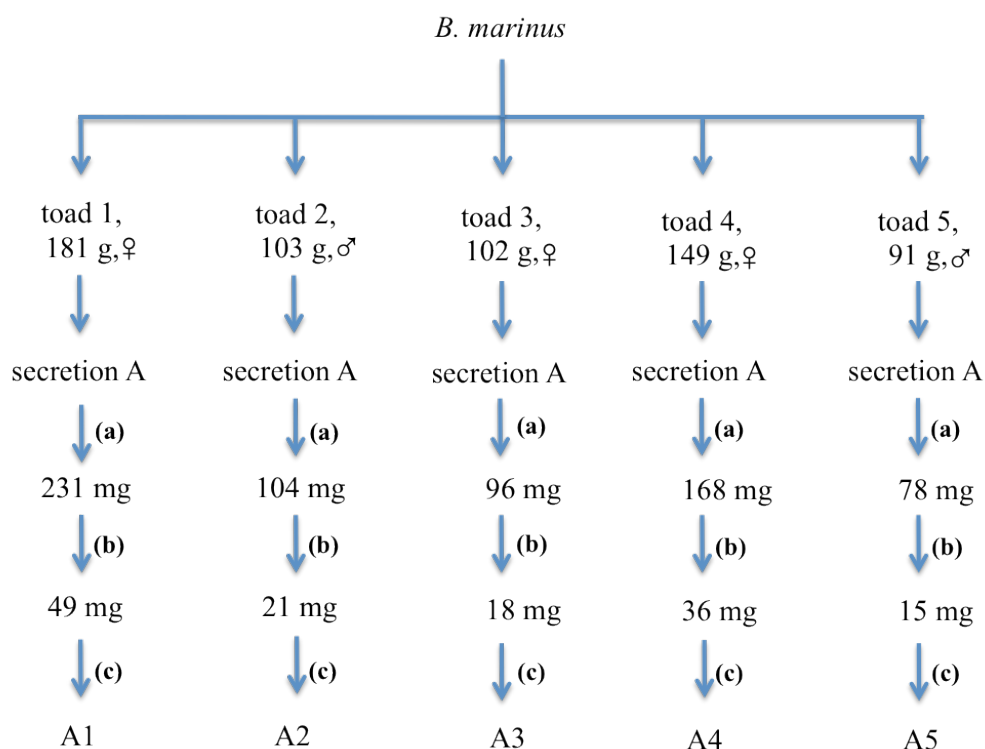 B. marinus
toad 1,
181 g,♀
toad 2,
103 g,♂
toad 3,
102 g,♀
toad 4,
149 g,♀
toad 5,
91 g,♂
secretion A
secretion A
secretion A
secretion A
secretion A
(a)
(a)
(a)
(a)
(a)
231 mg
104 mg
96 mg
168 mg
78 mg
(b)
(b)
(b)
(b)
(b)
49 mg
21 mg
18 mg
36 mg
15 mg
(c)
(c)
(c)
(c)
(c)
A1
A2
A3
A4
A5